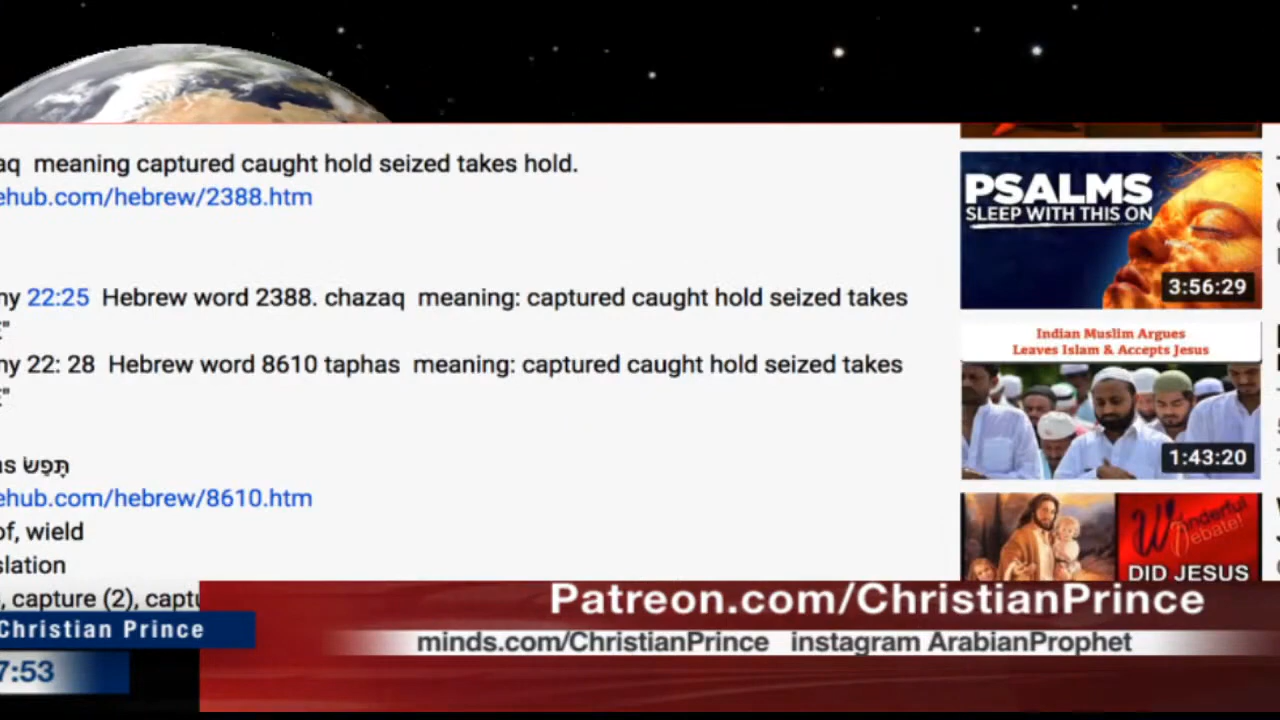 aq meaning captured caught hold seized takes hold.
ehub.com/hebrew/2388.htm
ny 22:25 Hebrew word 2388. chazaq meaning: captured caught hold seized takes
ny 22: 28 Hebrew word 8610 taphas meaning: captured caught hold seized takes
as תָּפַשׂ
ehub.com/hebrew/8610.htm
of, wield
slation
, capture (2), captu
PSALMS
SLEEP WITH THIS ON
3:56:29
Indian Muslim Argues
Leaves Islam & Accepts Jesus
1:43:20
Wonderful
Debate!
DID JESUS
Christian Prince
7:53
Patreon.com/ChristianPrince
minds.com/ChristianPrince instagram ArabianProphet